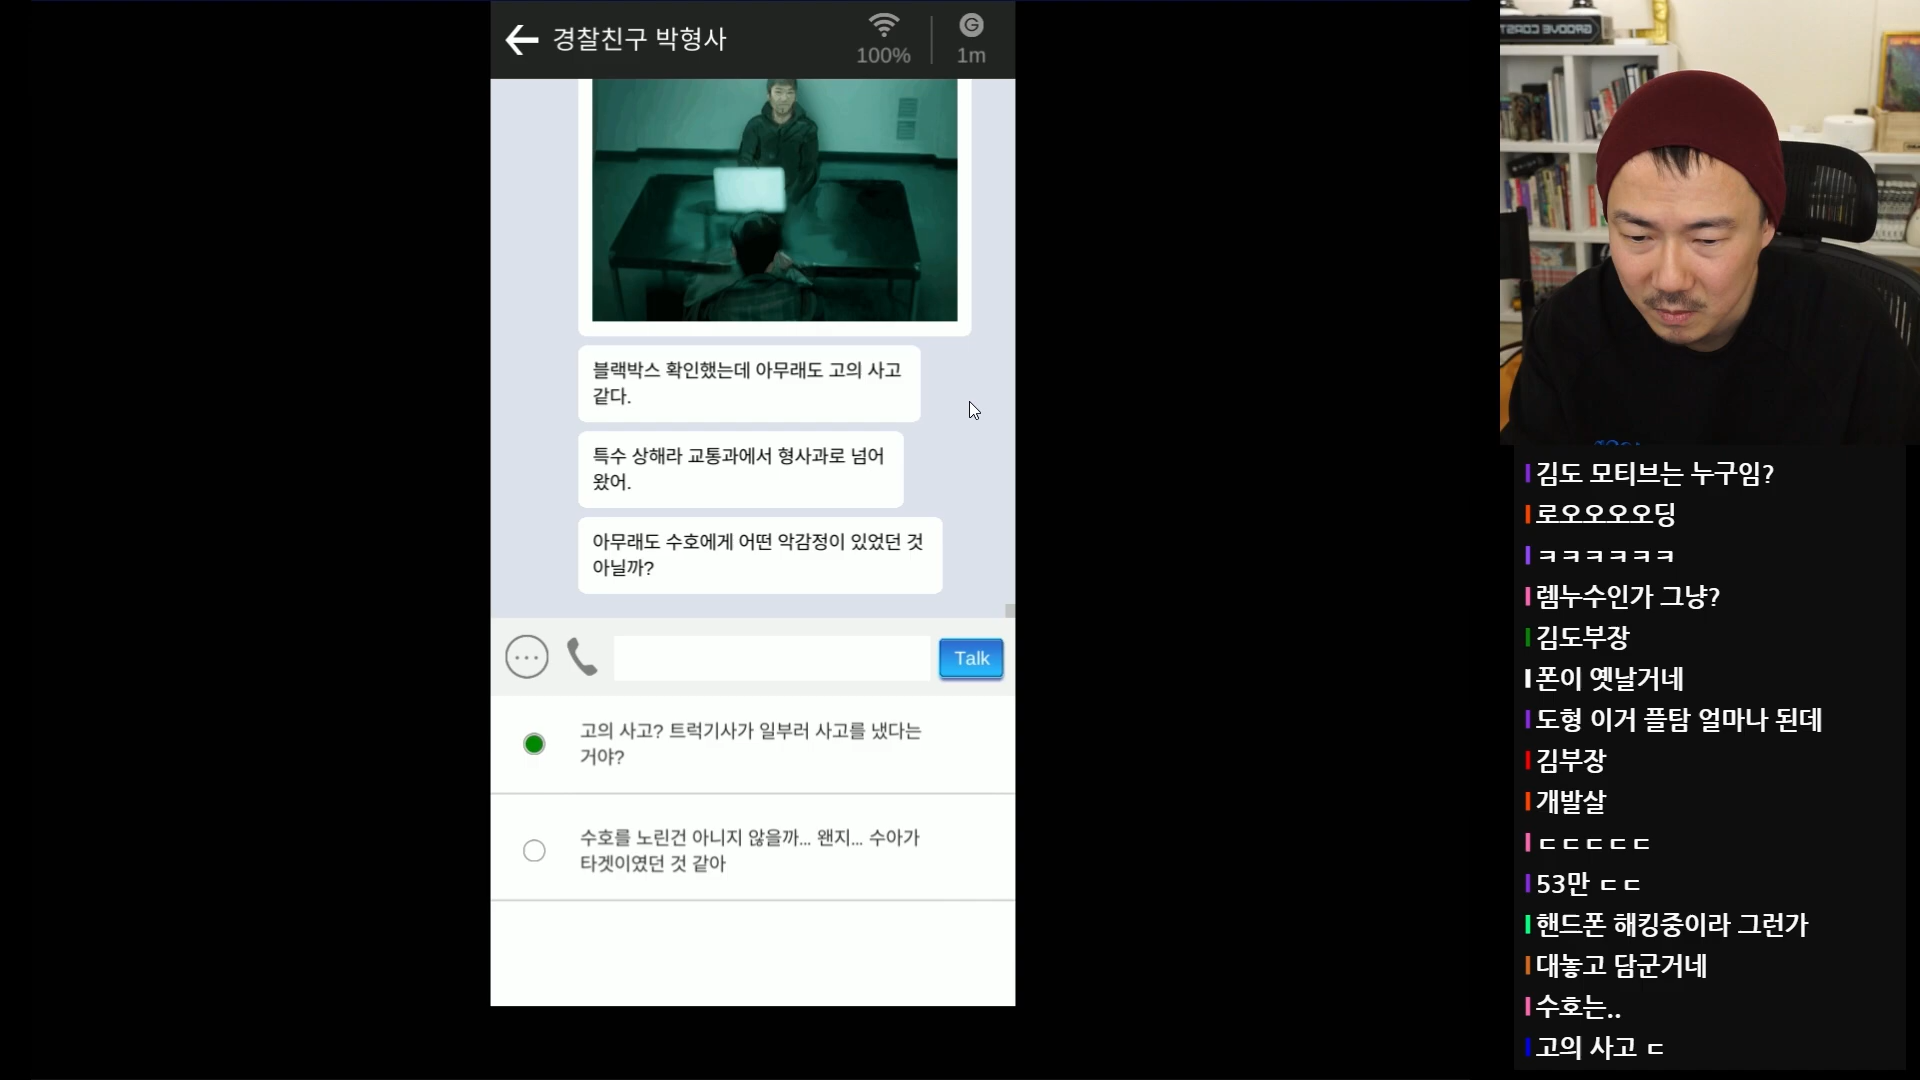 경찰친구 박형사
100%
G
1m
블랙박스 확인했는데 아무래도 고의 사고
같다.
특수 상해라 교통과에서 형사과로 넘어
왔어.
아무래도 수호에게 어떤 악감정이 있었던 것
아닐까?
Talk
고의 사고? 트럭기사가 일부러 사고를 냈다는
거야?
수호를 노린건 아니지 않을까... 왠지... 수아가
타겟이였던 것 같아
GROOVE COASTER
김도 모티브는 누구임?
로오오오오딩
ㅋㅋㅋㅋㅋㅋ
렘누수인가 그냥?
김도부장
폰이 옛날거네
도형 이거 플탐 얼마나 된데
김부장
개발살
ㄷㄷㄷㄷㄷ
53만 ㄷㄷ
핸드폰 해킹중이라 그런가
대놓고 담군거네
수호는..
고의 사고 ㄷ